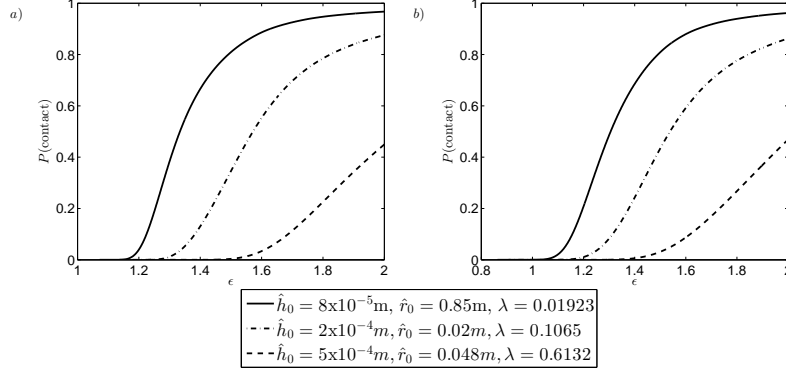 a)
P(contact)
1
0.8
0.6
0.4
0.2
0
1 1.2 1.4 1.6 1.8 2
ϵ
b)
P(contact)
1
0.8
0.6
0.4
0.2
0
0.8 1 1.2 1.4 1.6 1.8 2
ϵ
ĥ₀ = 8x10⁻⁵m, r̂₀ = 0.85m, λ = 0.01923
ĥ₀ = 2x10⁻⁴m, r̂₀ = 0.02m, λ = 0.1065
ĥ₀ = 5x10⁻⁴m, r̂₀ = 0.048m, λ = 0.6132